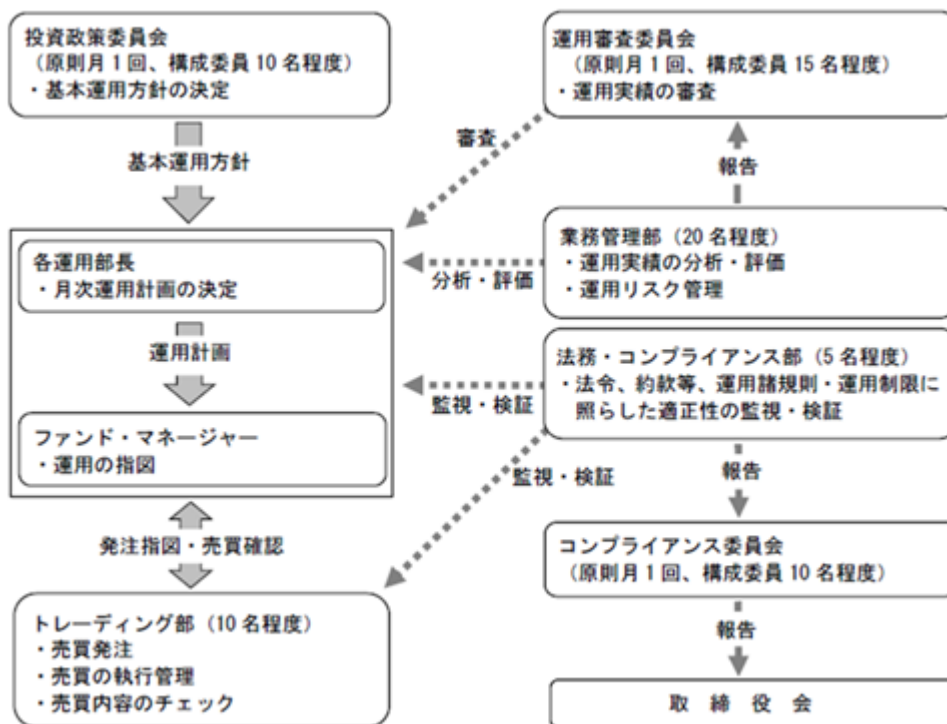 投資政策委員会
(原則月1回、構成委員10名程度)
・基本運用方針の決定
基本運用方針
各運用部長
・月次運用計画の決定
運用計画
ファンド・マネージャー
・運用の指図
発注指図・売買確認
トレーディング部(10名程度)
・売買発注
・売買の執行管理
・売買内容のチェック
運用審査委員会
(原則月1回、構成委員15名程度)
・運用実績の審査
審査
報告
業務管理部(20名程度)
・運用実績の分析・評価
・運用リスク管理
分析・評価
法務・コンプライアンス部(5名程度)
・法令、約款等、運用諸規則・運用制限に
照らした適正性の監視・検証
監視・検証
監視・検証
報告
コンプライアンス委員会
(原則月1回、構成委員10名程度)
報告
取 締 役 会